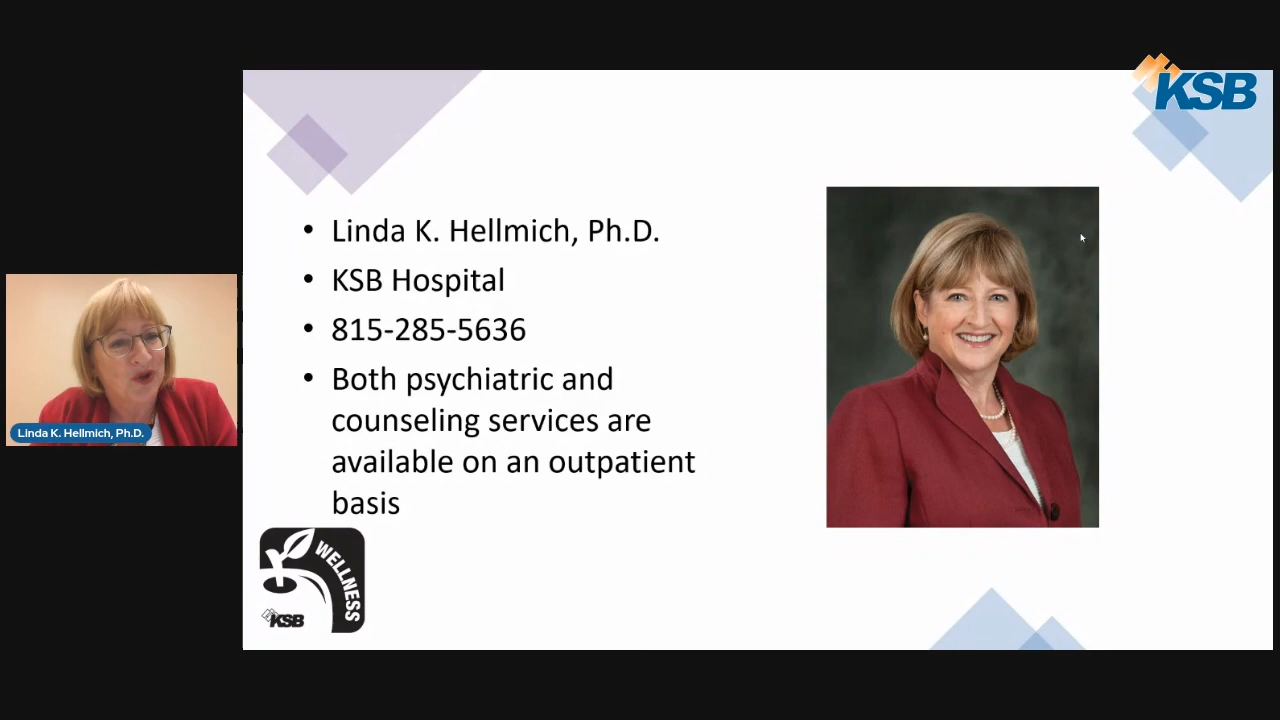 KSB
• Linda K. Hellmich, Ph.D.
• KSB Hospital
• 815-285-5636
• Both psychiatric and
counseling services are
available on an outpatient
basis
Linda K. Hellmich, Ph.D.
WELLNESS
KSB